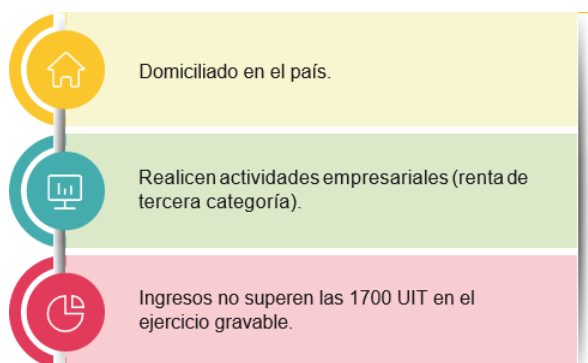 Domiciliado en el país.
Realicen actividades empresariales (renta de
tercera categoría).
Ingresos no superen las 1700 UIT en el
ejercicio gravable.